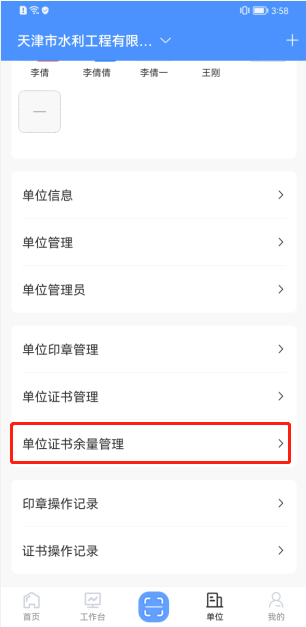 3:58
天津市水利工程有限...
李倩
李倩倩
李倩一
王刚
单位信息
单位管理
单位管理员
单位印章管理
单位证书管理
单位证书余量管理
印章操作记录
证书操作记录
首页
工作台
单位
我的